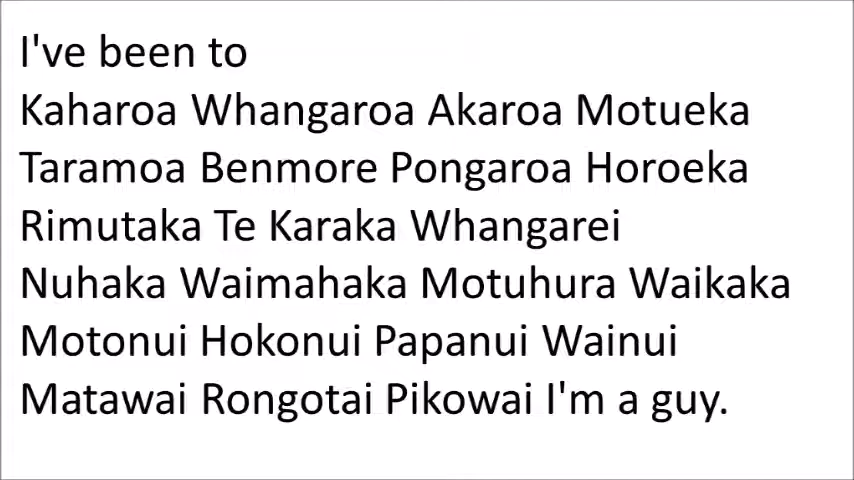 I've been to
Kaharoa Whangaroa Akaroa Motueka
Taramoa Benmore Pongaroa Horoeka
Rimutaka Te Karaka Whangarei
Nuhaka Waimahaka Motuhura Waikaka
Motonui Hokonui Papanui Wainui
Matawai Rongotai Pikowai I'm a guy.